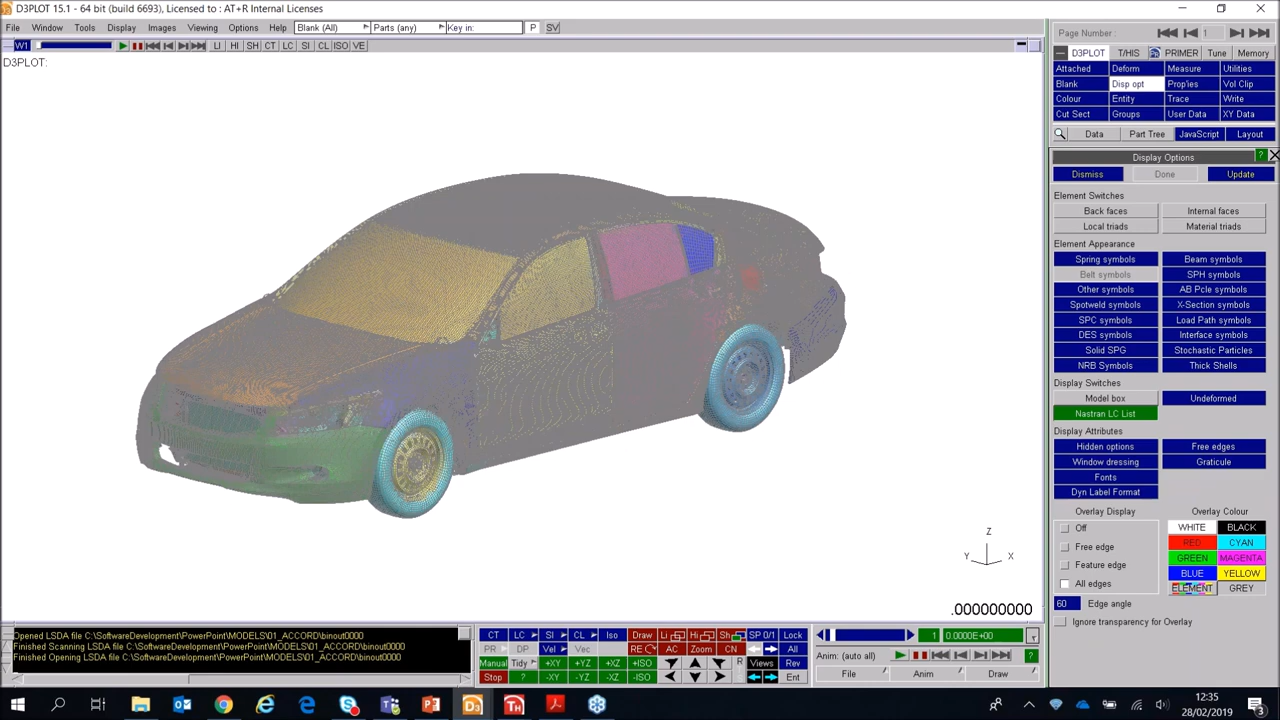 D3PLOT 15.1 - 64 bit (build 6693), Licensed to : AT+R Internal Licenses
File Window Tools Display Images Viewing Options Help Blank (All) Parts (any) Key in: P SV
W1 LI HI SH CT LC SI CL ISO VE
D3PLOT:
Z
Y X
.000000000
Page Number : 1
D3PLOT T/HIS PRIMER Tune Memory
Attached Deform Measure Utilities
Blank Disp opt Prop'ies Vol Clip
Colour Entity Trace Write
Cut Sect Groups User Data XY Data
Data Part Tree JavaScript Layout
Display Options ? X
Dismiss Done Update
Element Switches
Back faces Internal faces
Local triads Material triads
Element Appearance
Spring symbols Beam symbols
Belt symbols SPH symbols
Other symbols AB Pcle symbols
Spotweld symbols X-Section symbols
SPC symbols Load Path symbols
DES symbols Interface symbols
Solid SPG Stochastic Particles
NRB Symbols Thick Shells
Display Switches
Model box Undeformed
Nastran LC List
Display Attributes
Hidden options Free edges
Window dressing Graticule
Fonts
Dyn Label Format
Overlay Display Overlay Colour
Off WHITE BLACK
Free edge RED CYAN
Feature edge GREEN MAGENTA
All edges BLUE YELLOW
ELEMENT GREY
60 Edge angle
Ignore transparency for Overlay
Opened LSDA file C:\SoftwareDevelopment\PowerPoint\MODELS\01_ACCORD\binout0000
Finished Scanning LSDA file C:\SoftwareDevelopment\PowerPoint\MODELS\01_ACCORD\binout0000
Finished Opening LSDA file C:\SoftwareDevelopment\PowerPoint\MODELS\01_ACCORD\binout0000
CT LC SI CL Iso Draw Li Hi Sh SP 0/1 Lock
PR DP Vel Vec RE AC Zoom CN R All
Manual Tidy +XY +YZ +XZ +ISO Views Rev
Stop ? -XY -YZ -XZ -ISO Ent
1 0.0000E+00
Anim: (auto all) ?
File Anim Draw
12:35
28/02/2019
3